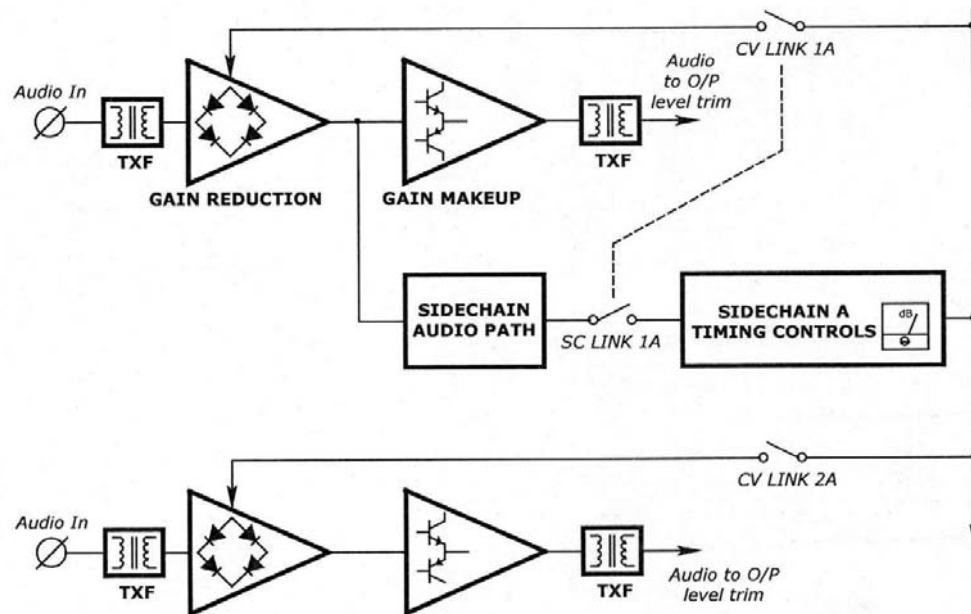 CV LINK 1A
Audio
to O/P
level trim
Audio In
TXF
GAIN REDUCTION
GAIN MAKEUP
TXF
SIDECHAIN
AUDIO PATH
SC LINK 1A
SIDECHAIN A
TIMING CONTROLS
dB
CV LINK 2A
Audio In
TXF
TXF
Audio to O/P
level trim